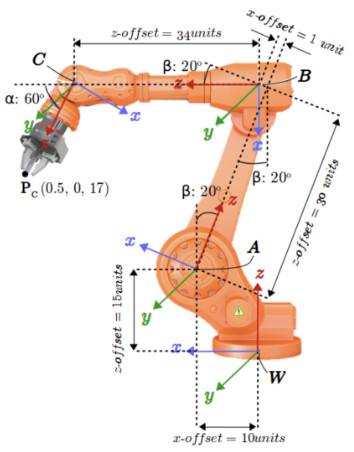 z-offset = 34units
x-offset = 1 unit
C
β: 20°
z
B
α: 60°
y
z
x
y
x
P_C (0.5, 0, 17)
β: 20°
β: 20°
z
z-offset = 30 units
x
A
z
y
z-offset = 15units
x
W
y
x-offset = 10units